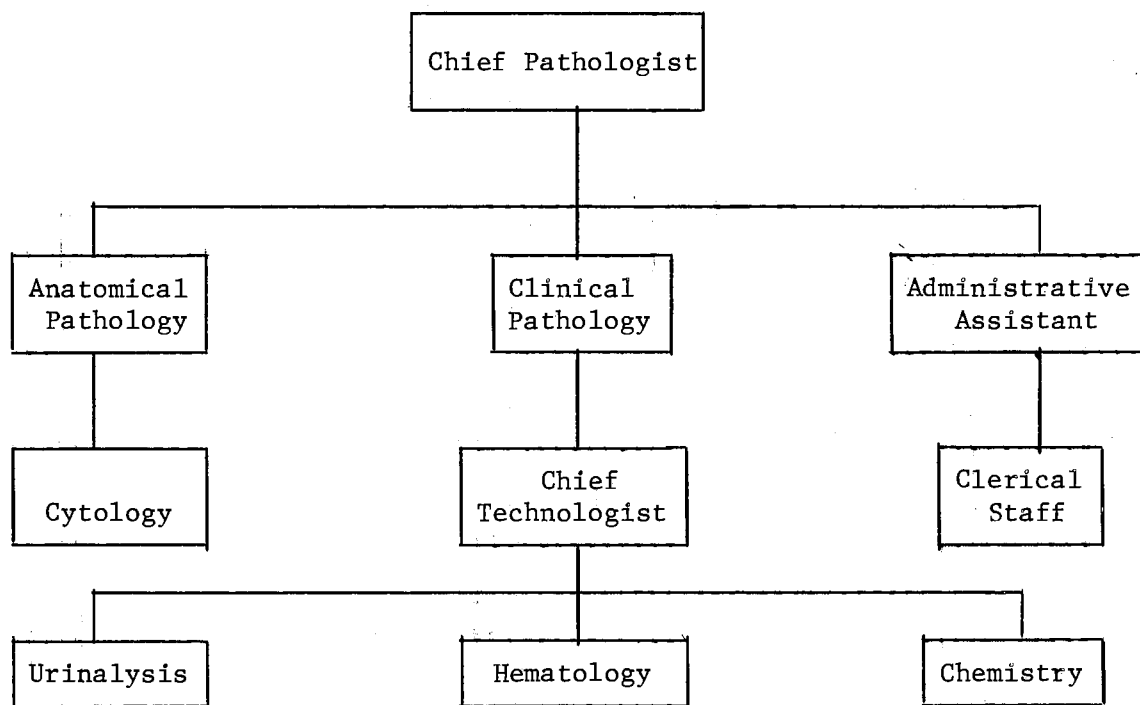 Chief Pathologist
Anatomical
Pathology
Clinical
Pathology
Administrative
Assistant
Cytology
Chief
Technologist
Clerical
Staff
Urinalysis
Hematology
Chemistry